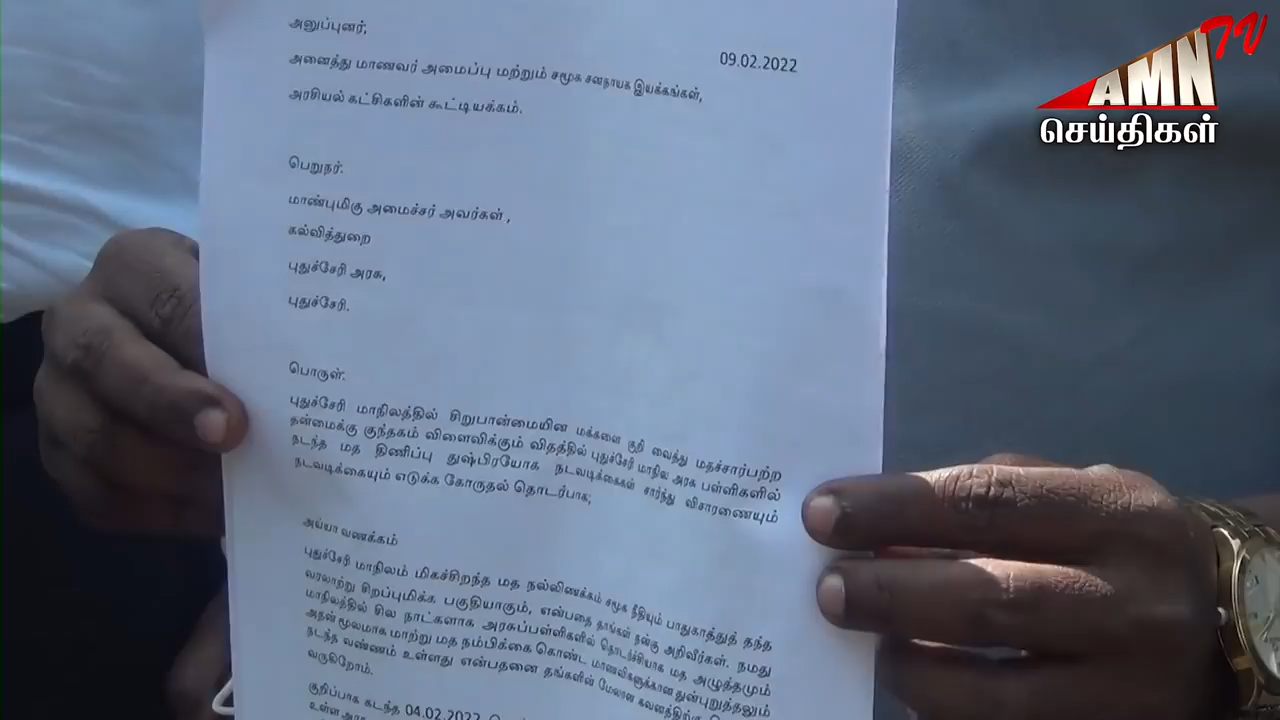 அனுப்புனர்,
09.02.2022
அனைத்து மாணவர் அமைப்பு மற்றும் சமூக சனநாயக இயக்கங்கள்,
அரசியல் கட்சிகளின் கூட்டியக்கம்.
பெறுநர்.
மாண்புமிகு அமைச்சர் அவர்கள் ,
கல்வித்துறை
புதுச்சேரி அரசு,
புதுச்சேரி.
பொருள்.
புதுச்சேரி மாநிலத்தில் சிறுபான்மையின மக்களை குறி வைத்து மதச்சார்பற்ற
தன்மைக்கு குந்தகம் விளைவிக்கும் விதத்தில் புதுச்சேரி மாநில அரசு பள்ளிகளில்
நடந்த மத திணிப்பு துஷ்பிரயோக நடவடிக்கைகள் சார்ந்து விசாரணையும்
நடவடிக்கையும் எடுக்க கோருதல் தொடர்பாக;
அய்யா வணக்கம்
புதுச்சேரி மாநிலம் மிகச்சிறந்த மத நல்லிணக்கம் சமூக நீதியும் பாதுகாத்துத் தந்த
வரலாற்று சிறப்புமிக்க பகுதியாகும், என்பதை தாங்கள் நன்கு அறிவீர்கள். நமது
மாநிலத்தில் சில நாட்களாக அரசுப்பள்ளிகளில் தொடர்ச்சியாக மத அழுத்தமும்
அதன் மூலமாக மாற்று மத நம்பிக்கை கொண்ட மாணவிகளுக்கான துன்புறுத்தலும்
நடந்த வண்ணம் உள்ளது என்பதனை தங்களின் மேலான கவனத்திற்கு
வருகிறோம்.
குறிப்பாக கடந்த 04.02.2022
உள்ள
AMN TV
செய்திகள்